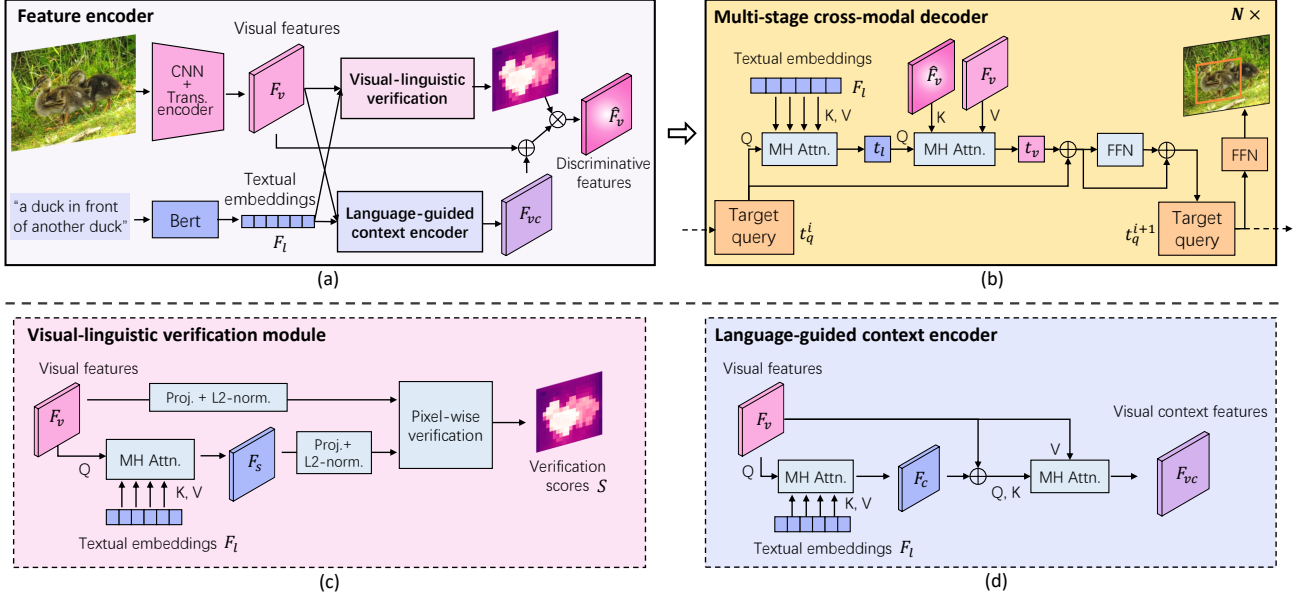 Feature encoder
Visual features
CNN
+
Trans.
encoder
F_v
Visual-linguistic
verification
F̂_v
Discriminative
features
"a duck in front
of another duck"
Bert
Textual
embeddings
F_l
Language-guided
context encoder
F_vc
(a)
Multi-stage cross-modal decoder
N ×
Textual embeddings
F_l
F̂_v
F_v
K, V
K
V
Q
MH Attn.
t_l
Q
MH Attn.
t_v
FFN
FFN
Target
query
t_q^i
t_q^{i+1}
Target
query
(b)
Visual-linguistic verification module
Visual features
F_v
Proj. + L2-norm.
Q
MH Attn.
K, V
F_s
Proj.+
L2-norm.
Pixel-wise
verification
Verification
scores S
Textual embeddings F_l
(c)
Language-guided context encoder
Visual features
F_v
Q
MH Attn.
K, V
F_c
Q, K
V
MH Attn.
Visual context features
F_vc
Textual embeddings F_l
(d)